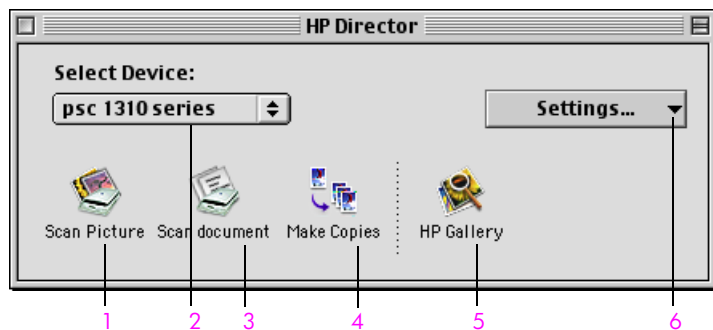 HP Director
Select Device:
psc 1310 series
Settings...
Scan Picture
Scan document
Make Copies
HP Gallery
1 2 3 4 5 6